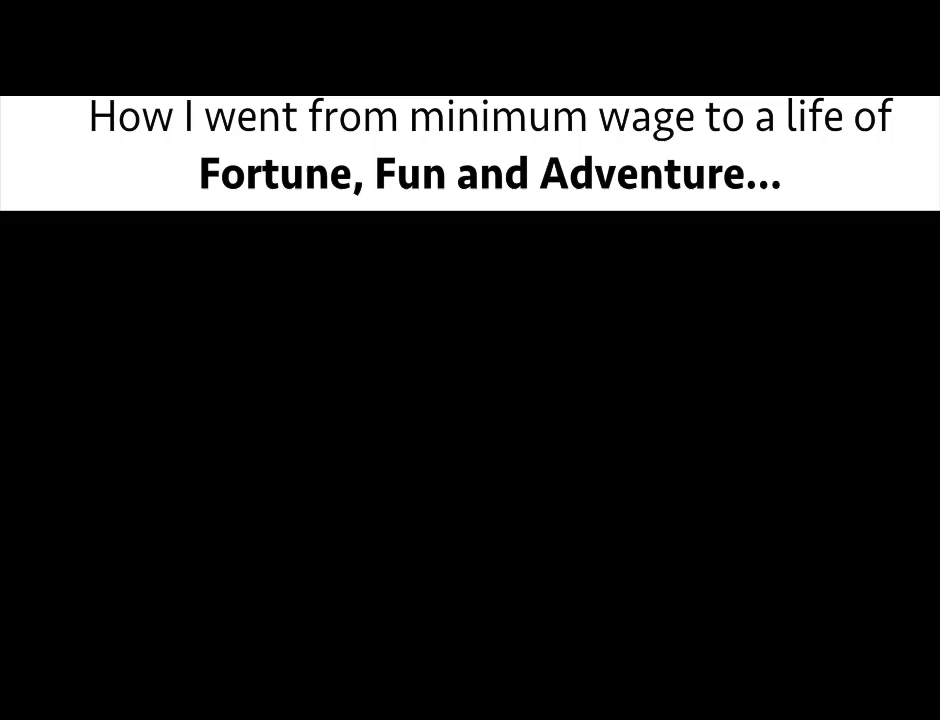 How I went from minimum wage to a life of
Fortune, Fun and Adventure...